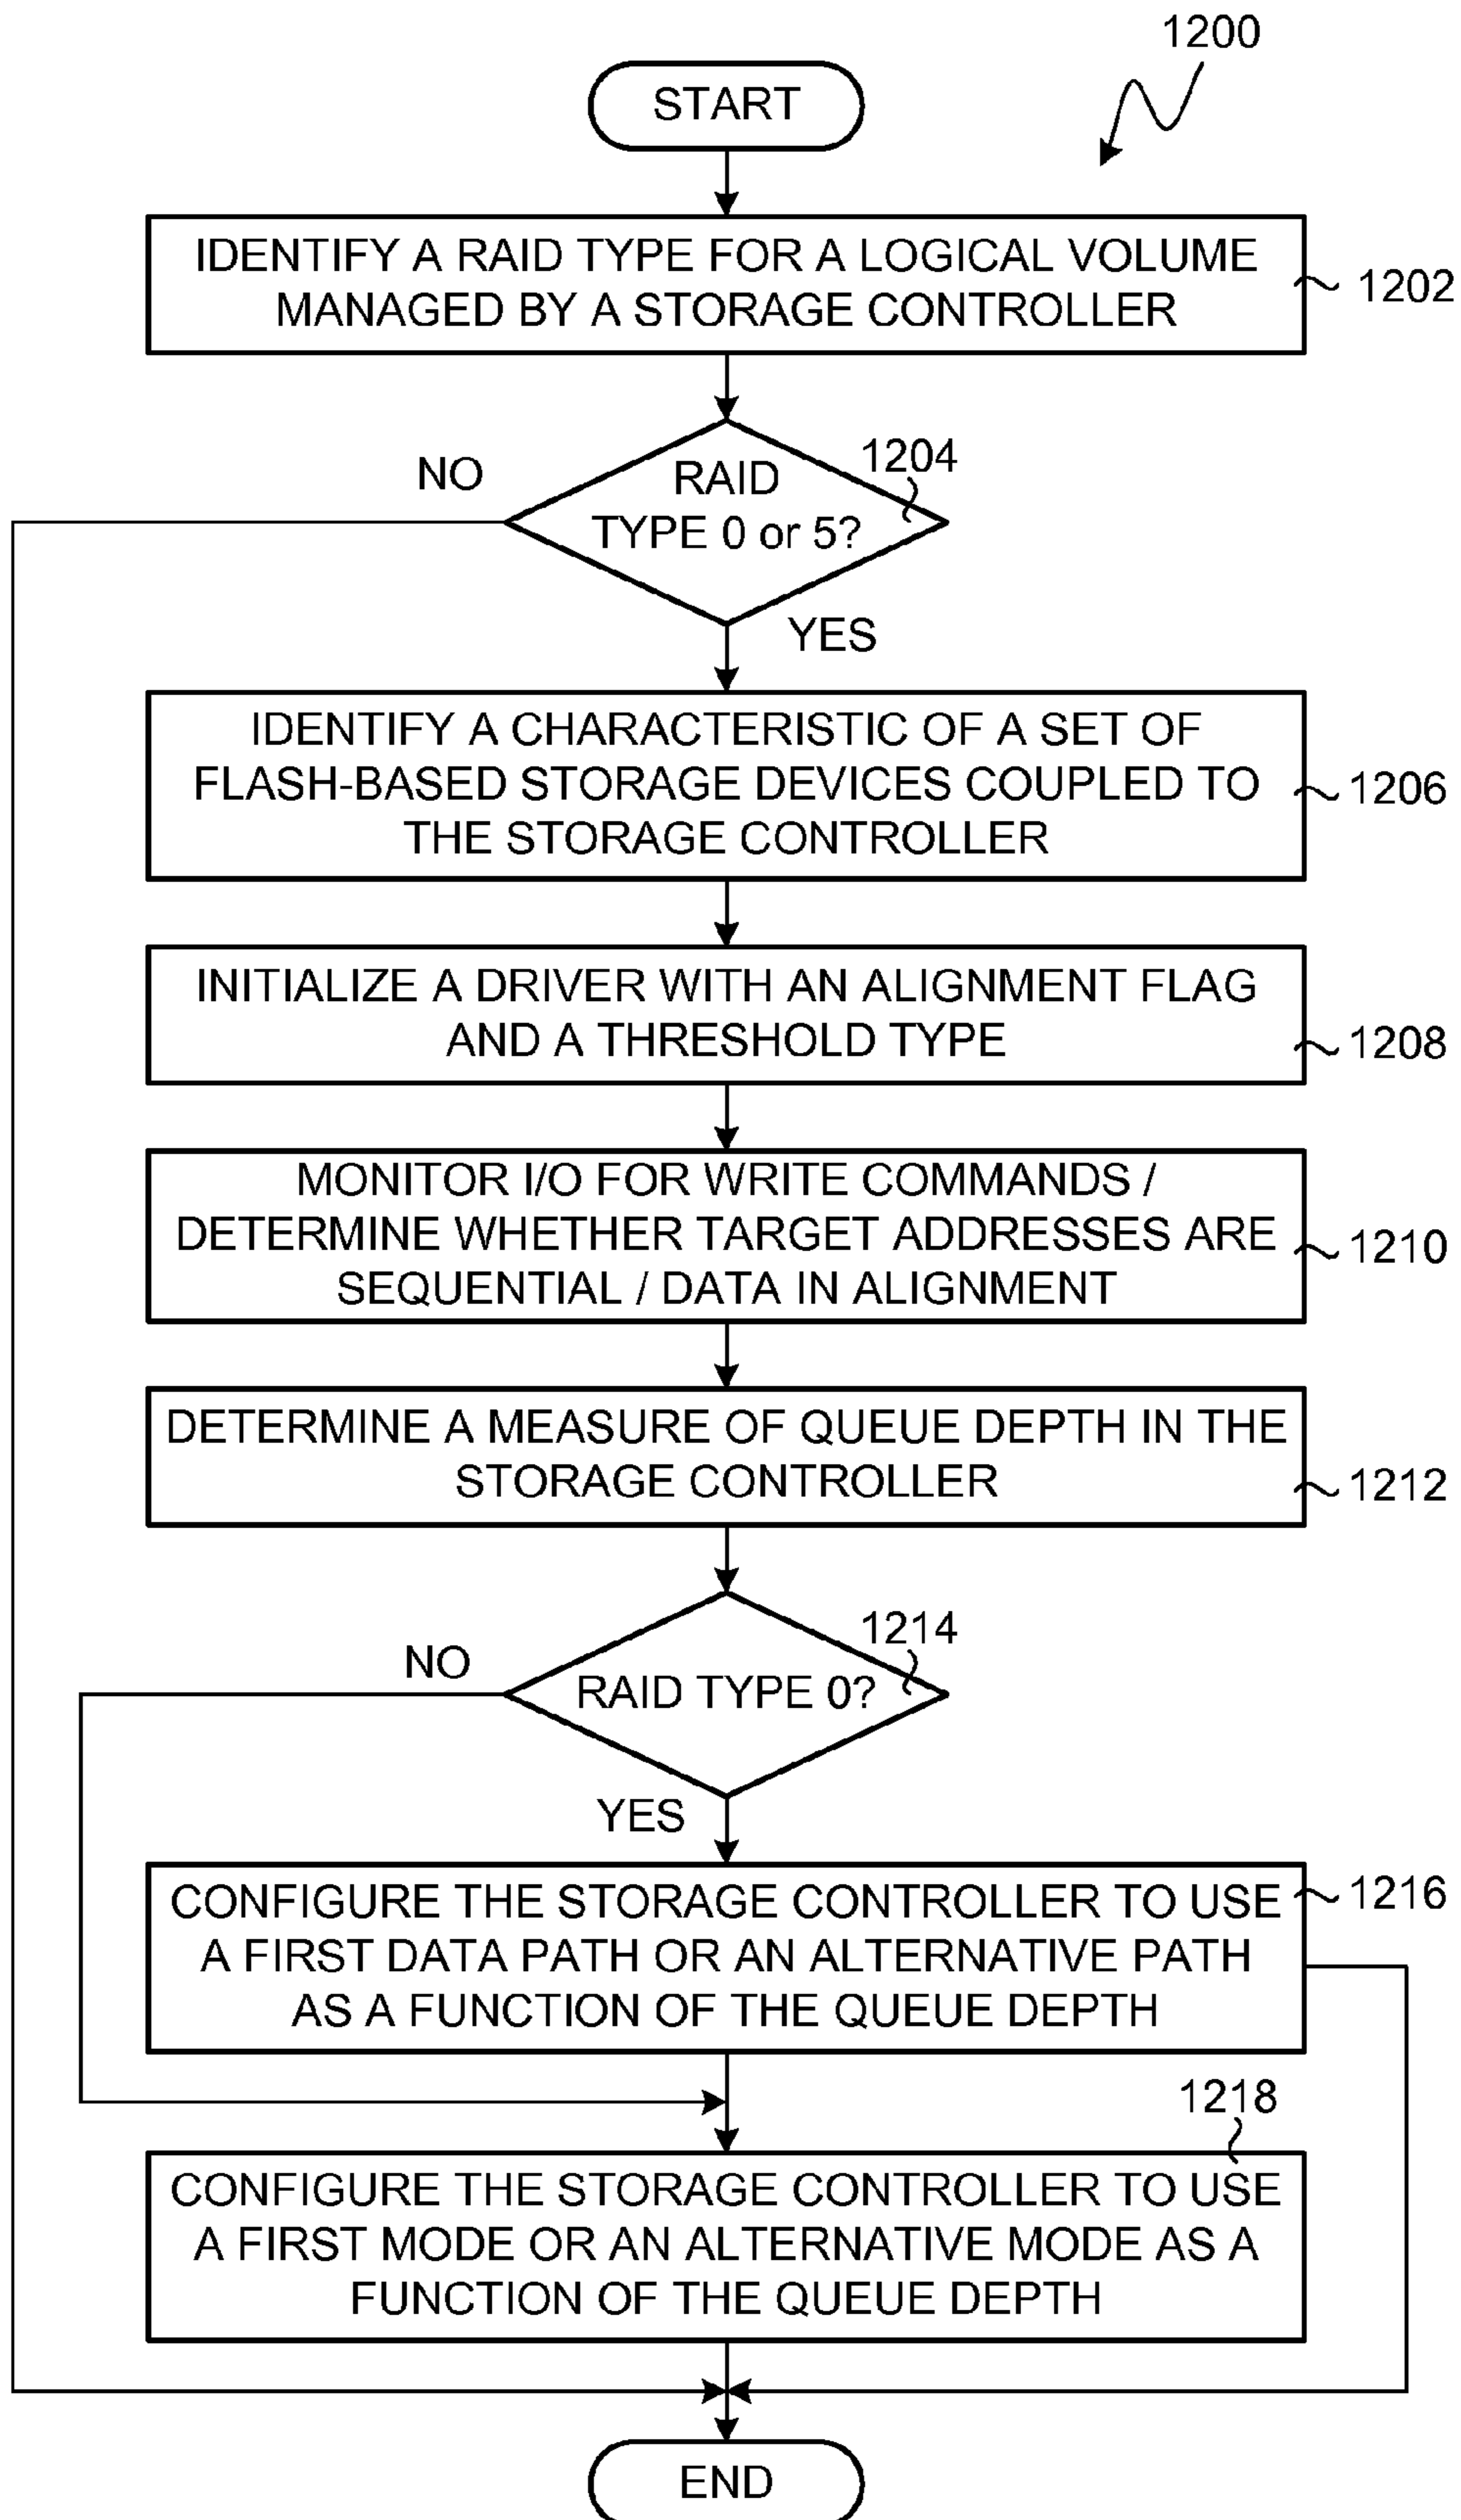 1200
START
IDENTIFY A RAID TYPE FOR A LOGICAL VOLUME
MANAGED BY A STORAGE CONTROLLER
1202
NO
1204
RAID
TYPE 0 or 5?
YES
IDENTIFY A CHARACTERISTIC OF A SET OF
FLASH-BASED STORAGE DEVICES COUPLED TO
THE STORAGE CONTROLLER
1206
INITIALIZE A DRIVER WITH AN ALIGNMENT FLAG
AND A THRESHOLD TYPE
1208
MONITOR I/O FOR WRITE COMMANDS /
DETERMINE WHETHER TARGET ADDRESSES ARE
SEQUENTIAL / DATA IN ALIGNMENT
1210
DETERMINE A MEASURE OF QUEUE DEPTH IN THE
STORAGE CONTROLLER
1212
NO
1214
RAID TYPE 0?
YES
CONFIGURE THE STORAGE CONTROLLER TO USE
A FIRST DATA PATH OR AN ALTERNATIVE PATH
AS A FUNCTION OF THE QUEUE DEPTH
1216
1218
CONFIGURE THE STORAGE CONTROLLER TO USE
A FIRST MODE OR AN ALTERNATIVE MODE AS A
FUNCTION OF THE QUEUE DEPTH
END